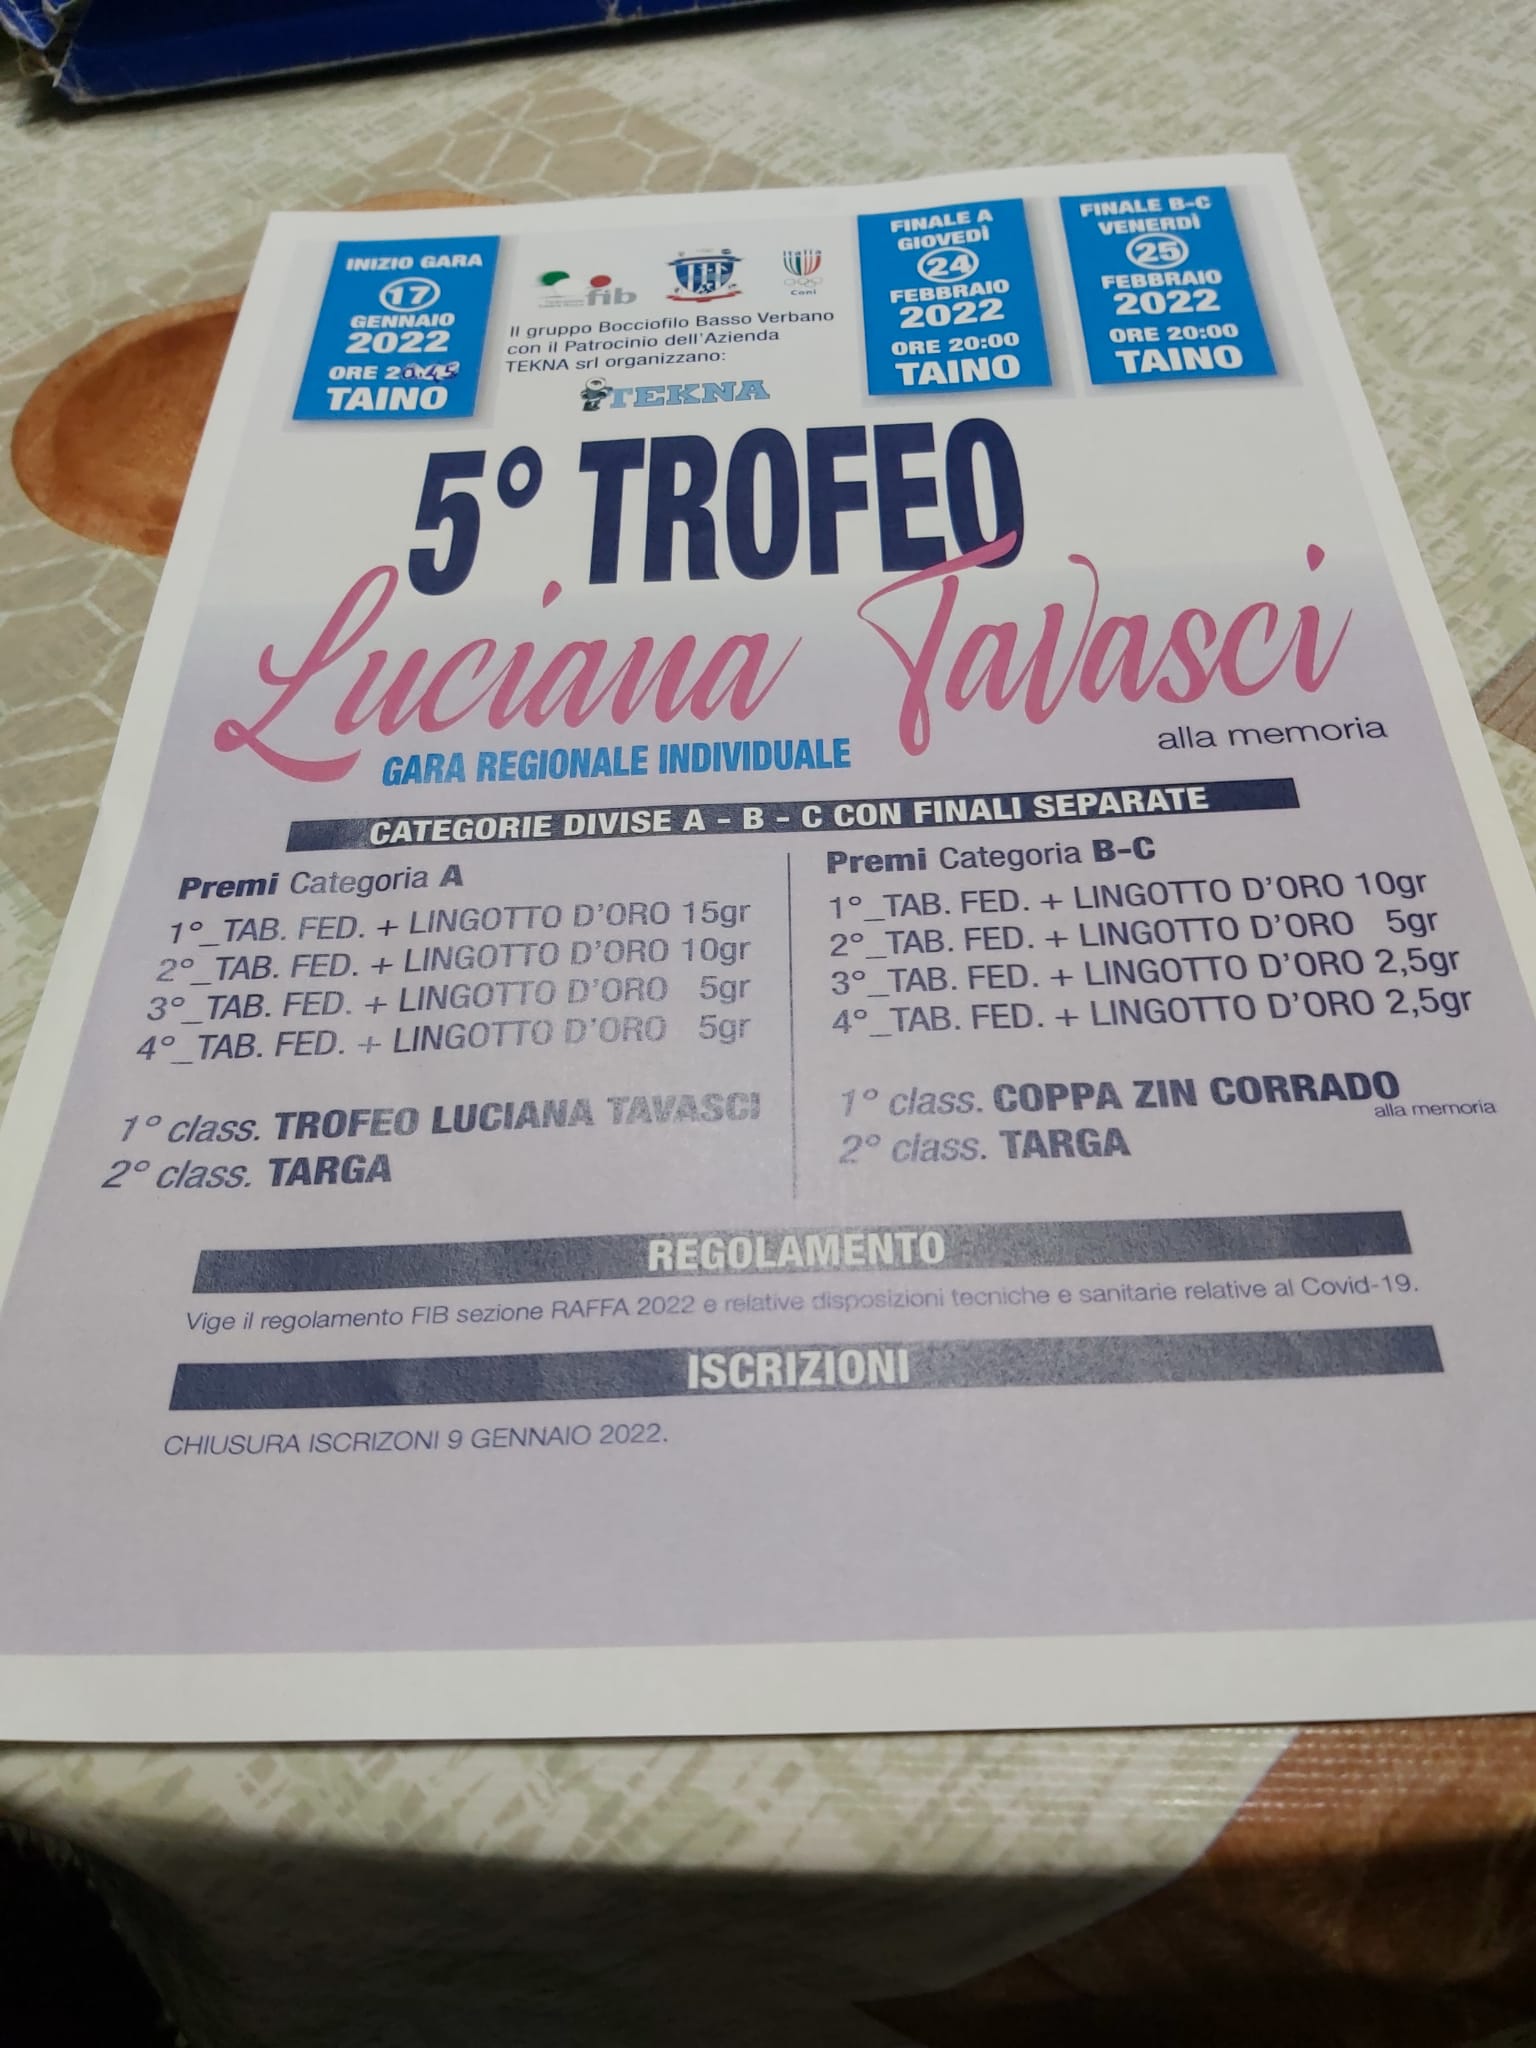 INIZIO GARA
17
GENNAIO
2022
ORE 20.45
TAINO
fib
Italia
Coni
Il gruppo Bocciofilo Basso Verbano
con il Patrocinio dell'Azienda
TEKNA srl organizzano:
TEKNA
FINALE A
GIOVEDÌ
24
FEBBRAIO
2022
ORE 20:00
TAINO
FINALE B-C
VENERDÌ
25
FEBBRAIO
2022
ORE 20:00
TAINO
5° TROFEO
Luciana Tavasci
alla memoria
GARA REGIONALE INDIVIDUALE
CATEGORIE DIVISE A - B - C CON FINALI SEPARATE
Premi Categoria A
1°_TAB. FED. + LINGOTTO D'ORO 15gr
2°_TAB. FED. + LINGOTTO D'ORO 10gr
3°_TAB. FED. + LINGOTTO D'ORO 5gr
4°_TAB. FED. + LINGOTTO D'ORO 5gr
1° class. TROFEO LUCIANA TAVASCI
2° class. TARGA
Premi Categoria B-C
1°_TAB. FED. + LINGOTTO D'ORO 10gr
2°_TAB. FED. + LINGOTTO D'ORO 5gr
3°_TAB. FED. + LINGOTTO D'ORO 2,5gr
4°_TAB. FED. + LINGOTTO D'ORO 2,5gr
1° class. COPPA ZIN CORRADO
alla memoria
2° class. TARGA
REGOLAMENTO
Vige il regolamento FIB sezione RAFFA 2022 e relative disposizioni tecniche e sanitarie relative al Covid-19.
ISCRIZIONI
CHIUSURA ISCRIZONI 9 GENNAIO 2022.